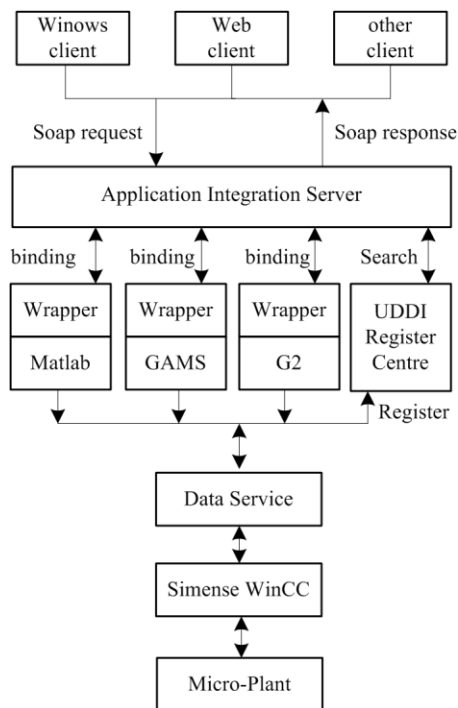 Winows
client
Web
client
other
client
Soap request
Soap response
Application Integration Server
binding
binding
binding
Search
Wrapper
Matlab
Wrapper
GAMS
Wrapper
G2
UDDI
Register
Centre
Register
Data Service
Simense WinCC
Micro-Plant